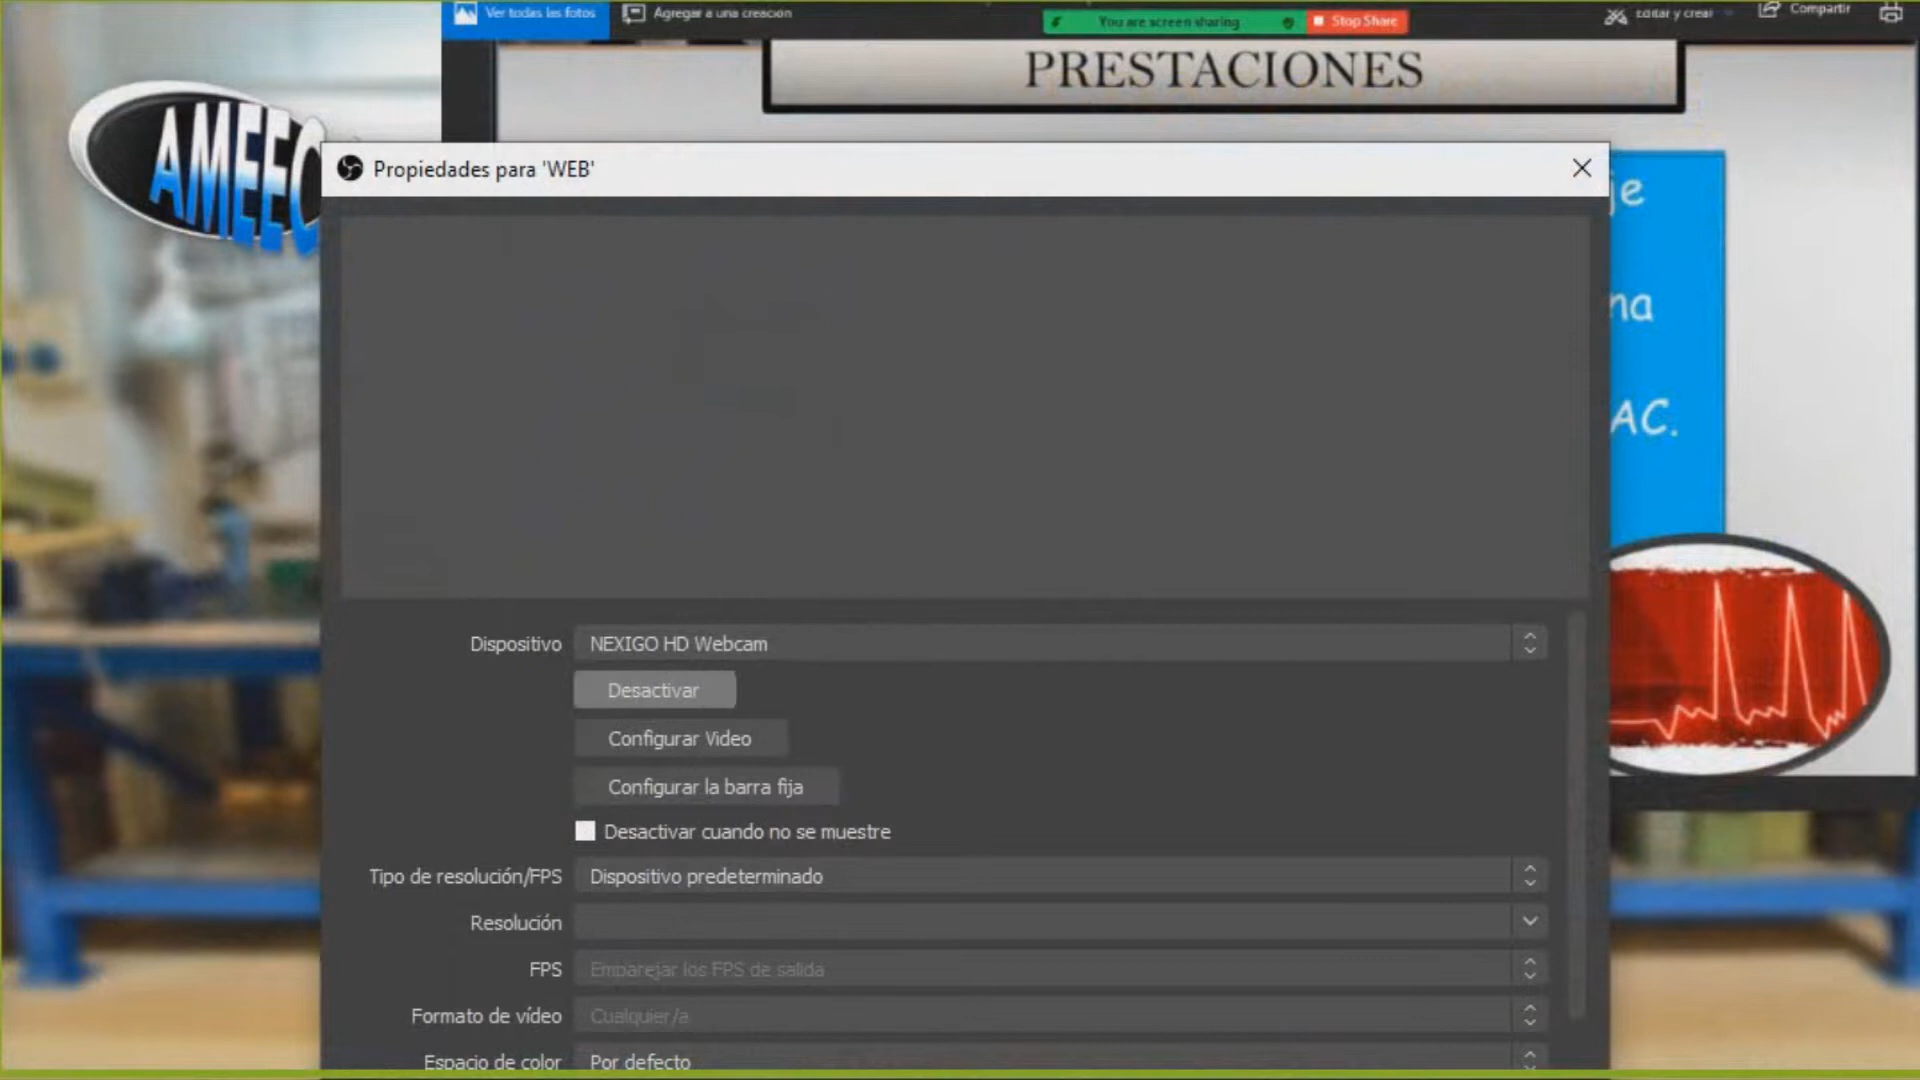 Ver todas las fotos
Agregar a una creación
You are screen sharing
Stop Share
Editar y crear
Compartir
PRESTACIONES
AMEEC
Propiedades para 'WEB'
je
na
AC.
Dispositivo NEXIGO HD Webcam
Desactivar
Configurar Video
Configurar la barra fija
Desactivar cuando no se muestre
Tipo de resolución/FPS Dispositivo predeterminado
Resolución
FPS Emparejar los FPS de salida
Formato de vídeo Cualquier/a
Espacio de color Por defecto